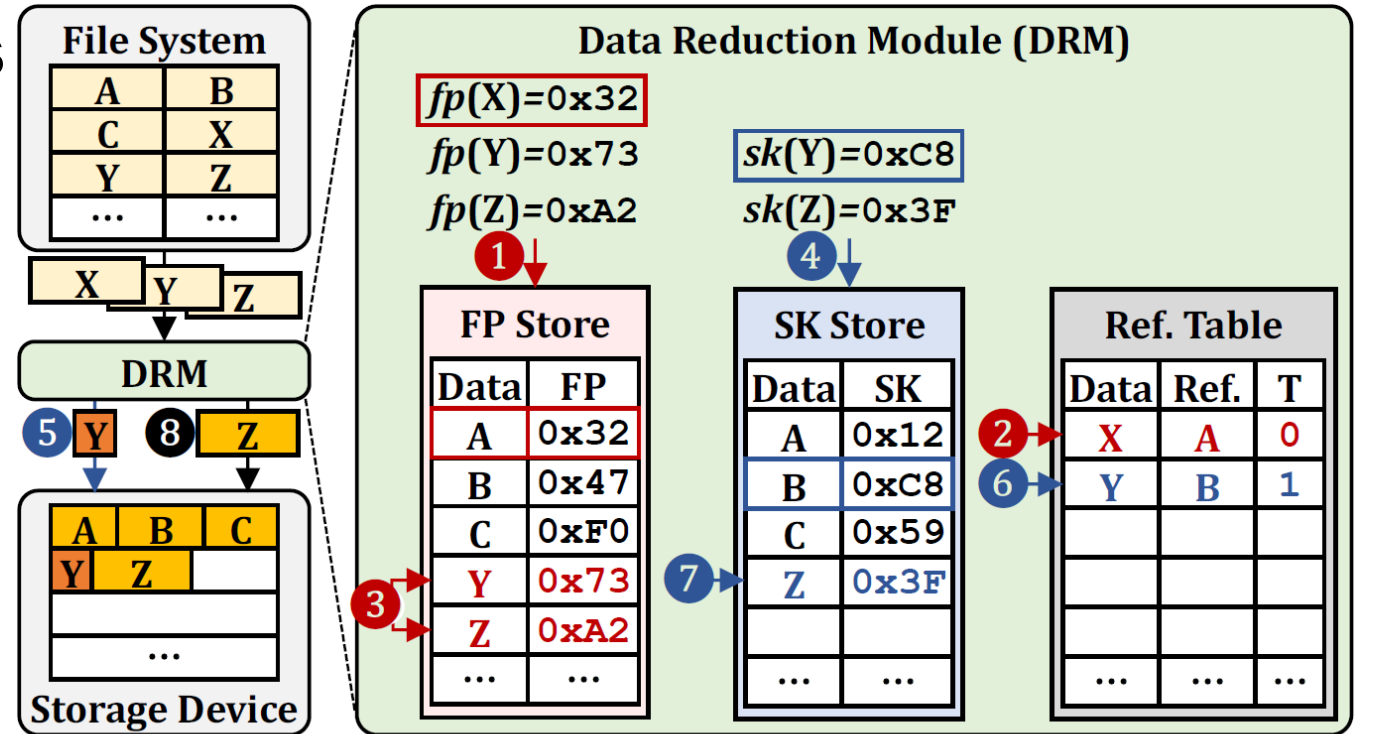 File System
A B
C X
Y Z
... ...
X Y Z
DRM
5 Y 8 Z
A B C
Y Z
...
Storage Device
Data Reduction Module (DRM)
fp(X)=0x32
fp(Y)=0x73
fp(Z)=0xA2
1
sk(Y)=0xC8
sk(Z)=0x3F
4
FP Store
Data FP
A 0x32
B 0x47
C 0xF0
Y 0x73
3
Z 0xA2
... ...
SK Store
Data SK
A 0x12
B 0xC8
C 0x59
7 Z 0x3F
... ...
Ref. Table
Data Ref. T
2 X A 0
6 Y B 1
... ... ...